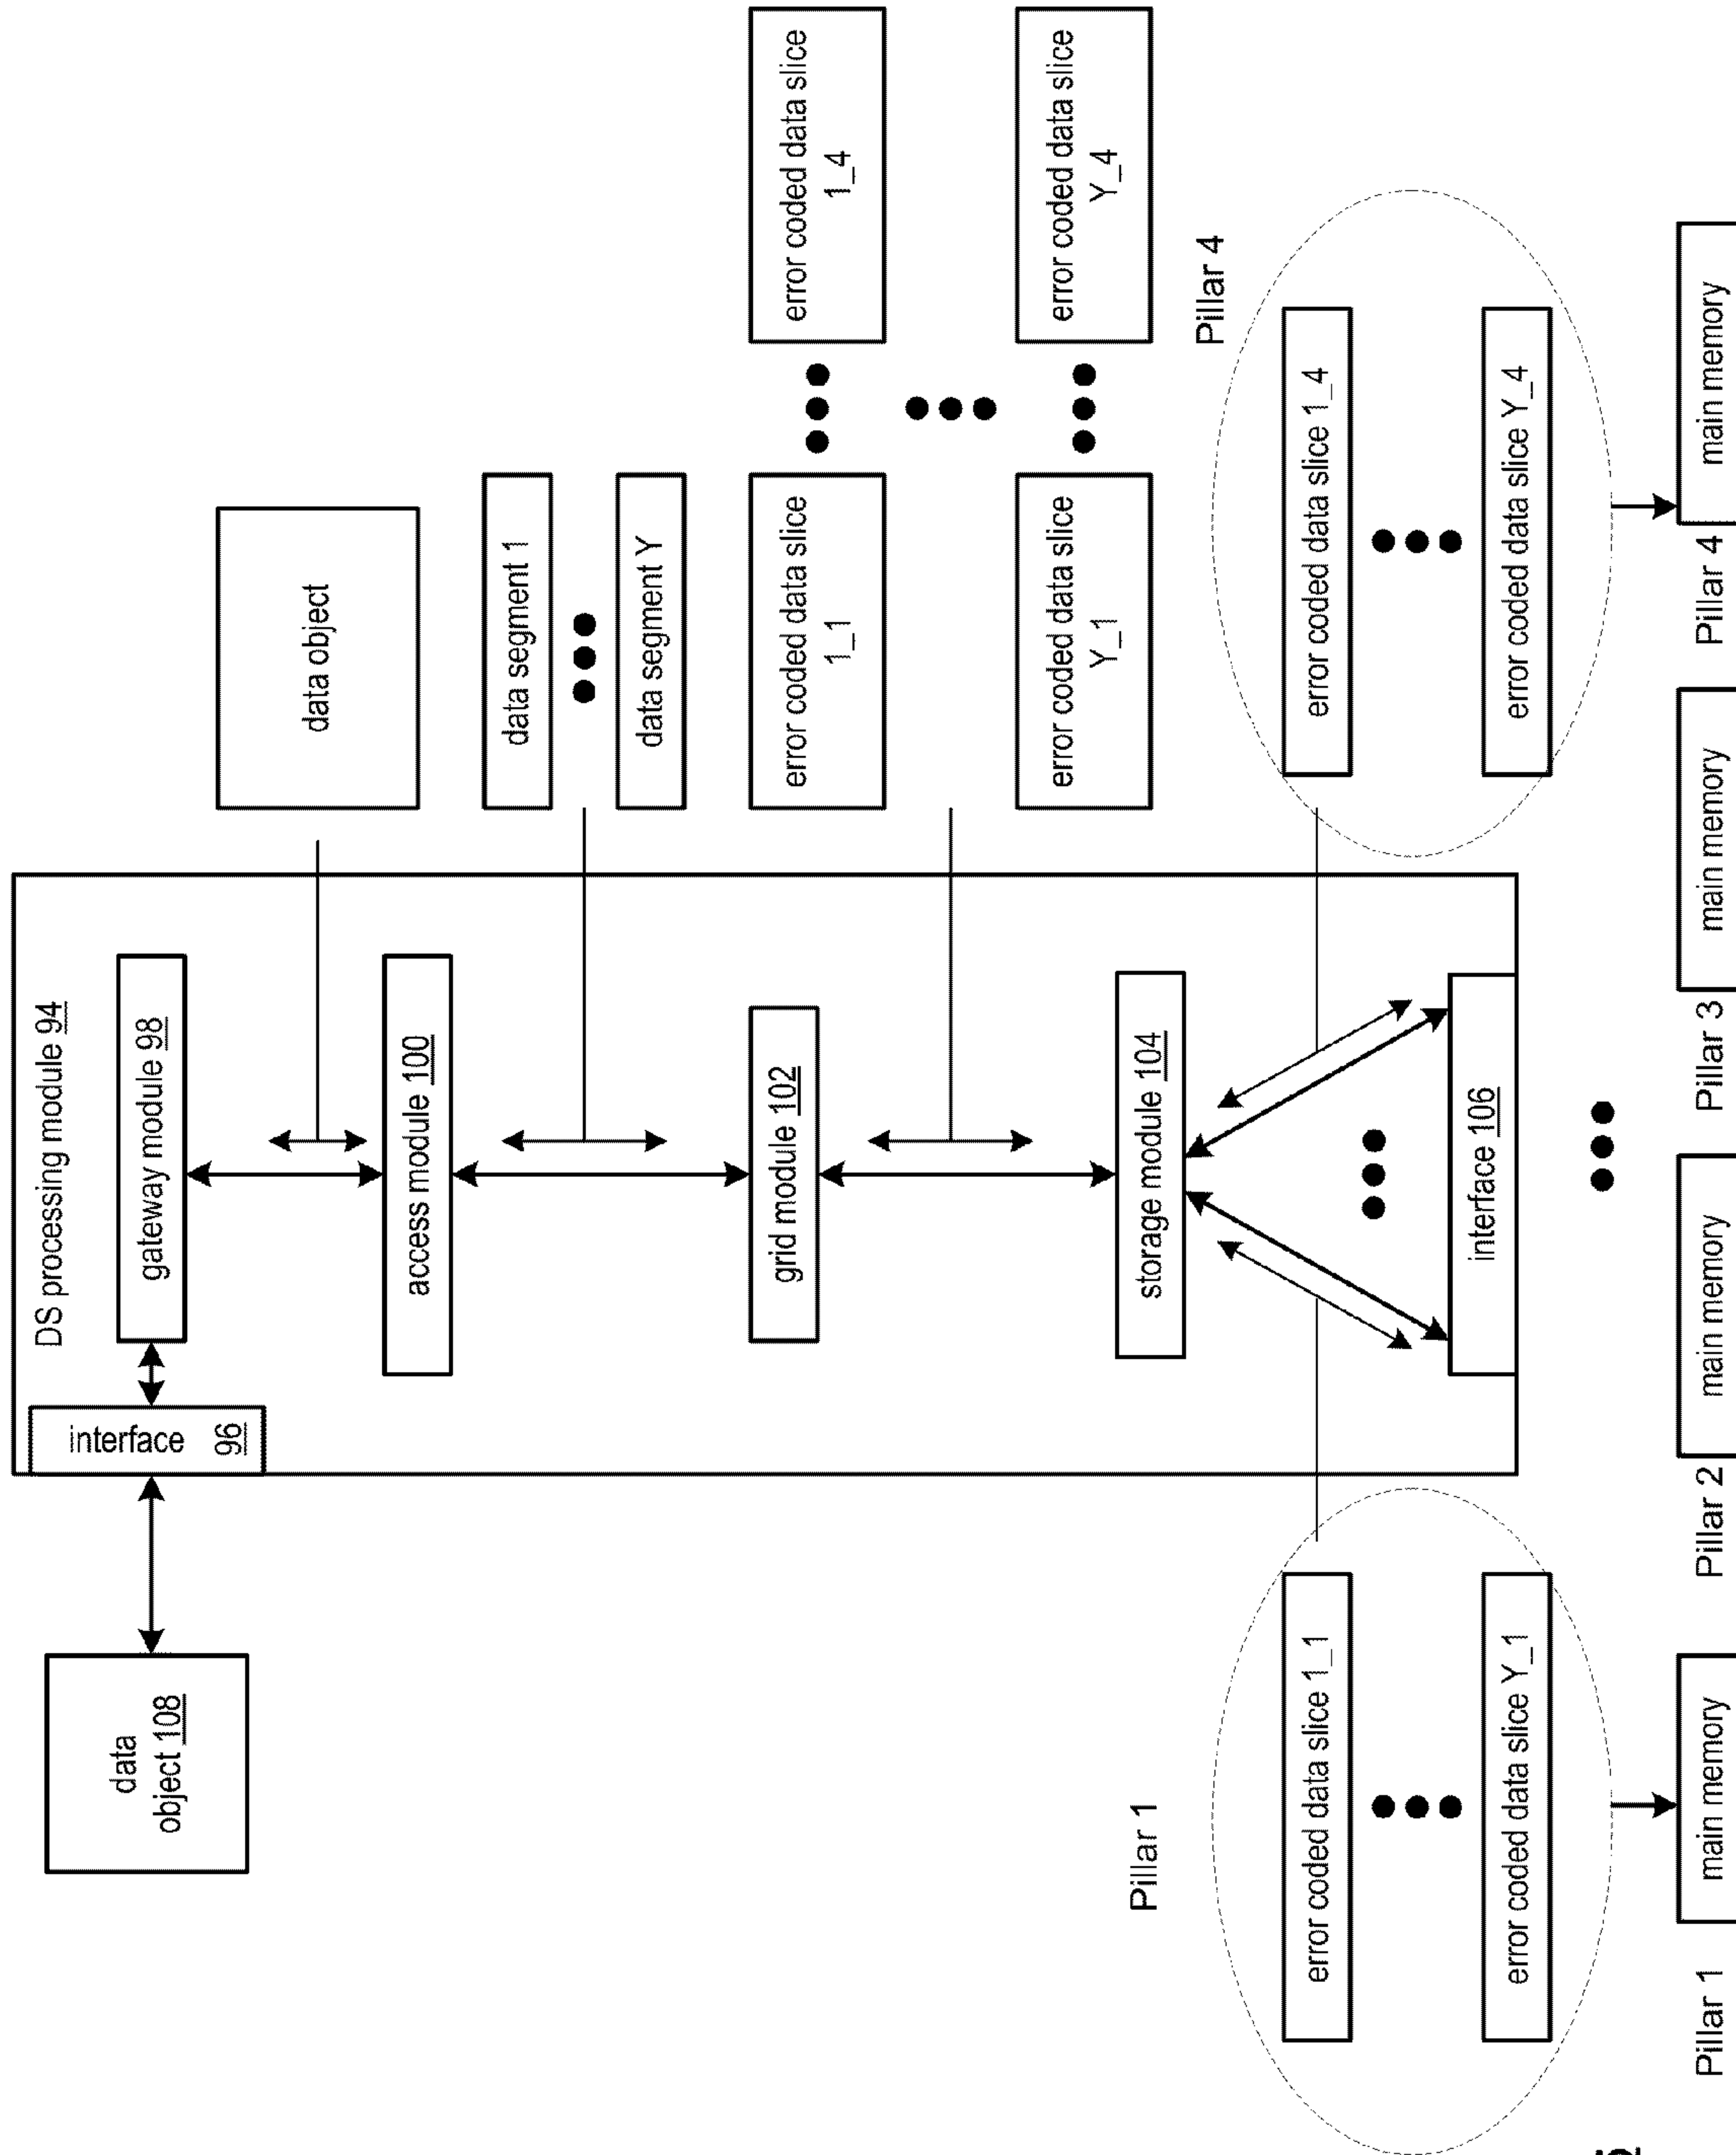 DS processing module 94
data
object 108
interface
96
gateway module 98
access module 100
grid module 102
storage module 104
interface 106
data object
data segment 1
data segment Y
error coded data slice
1_1
error coded data slice
1_4
error coded data slice
Y_1
error coded data slice
Y_4
Pillar 1
error coded data slice 1_1
error coded data slice Y_1
Pillar 4
error coded data slice 1_4
error coded data slice Y_4
Pillar 1
main memory
Pillar 2
main memory
Pillar 3
main memory
Pillar 4
main memory